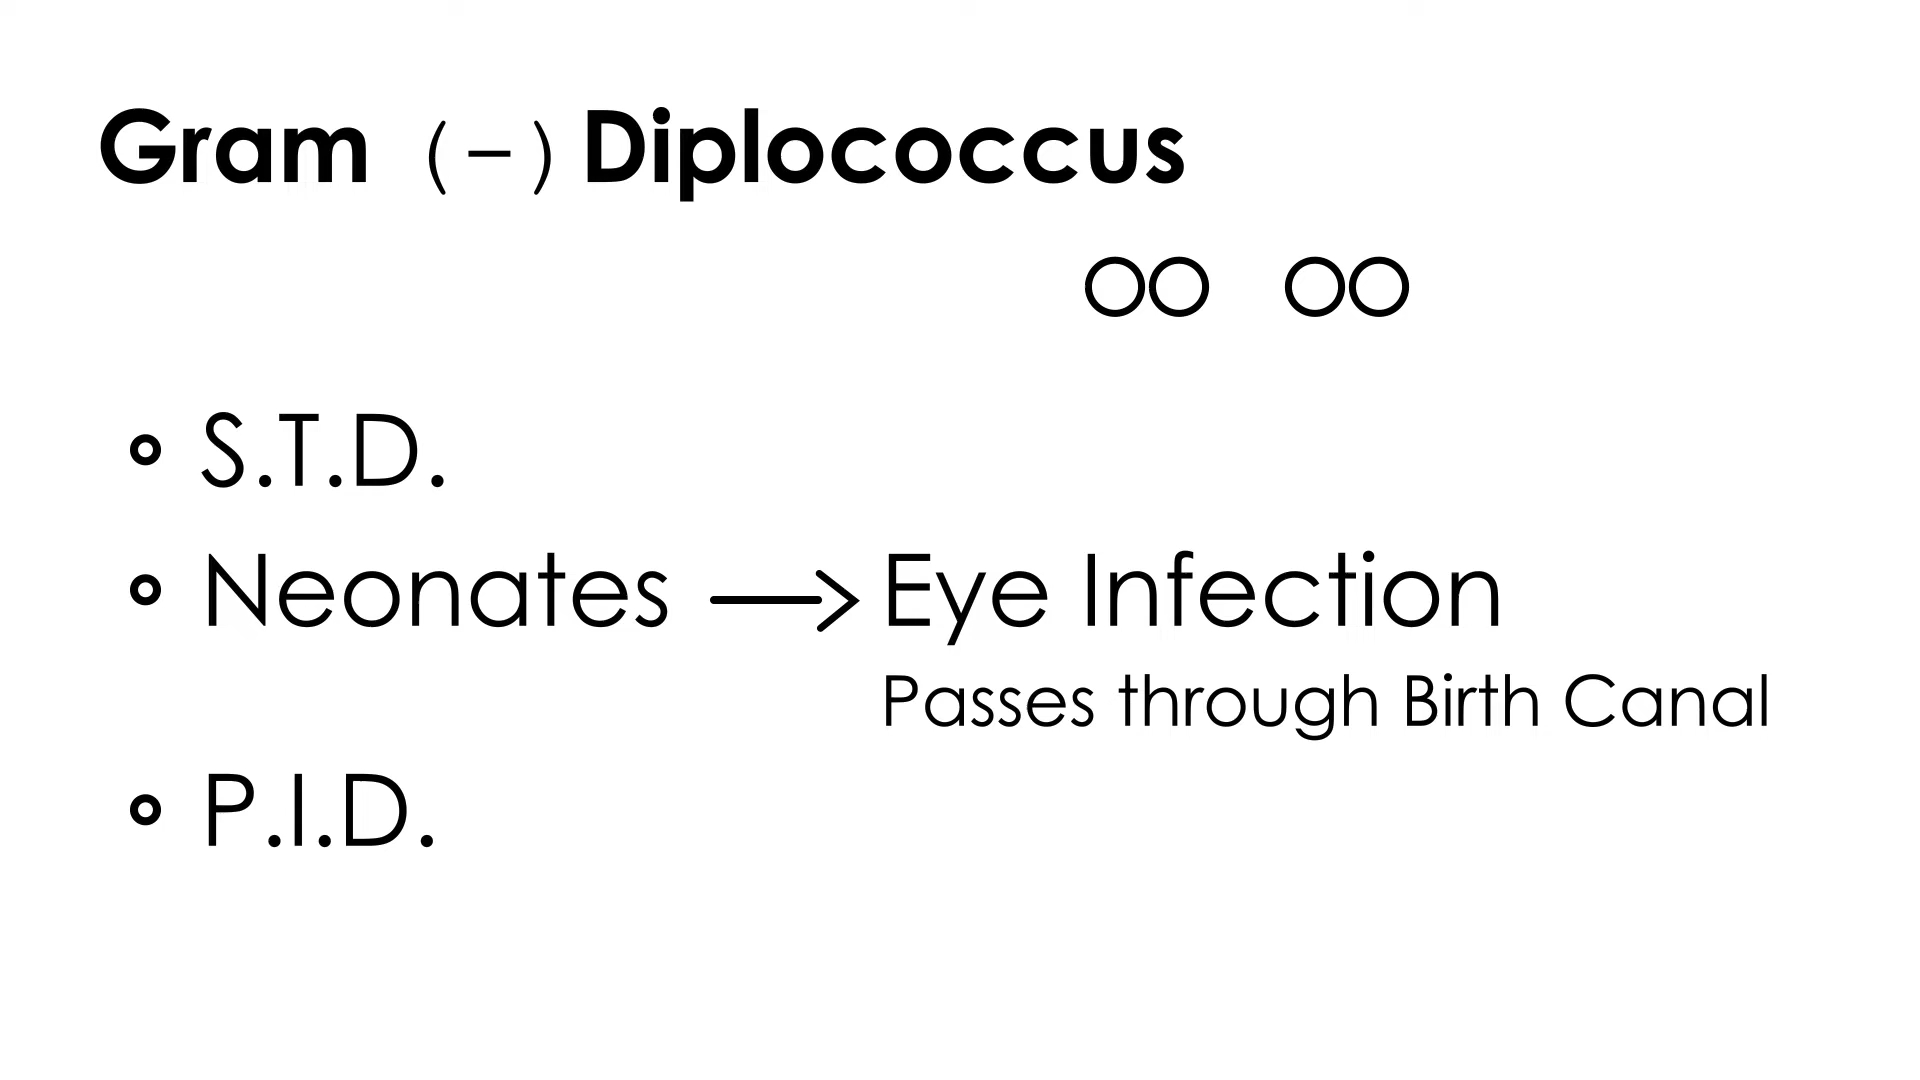 Gram (-) Diplococcus
S.T.D.
Neonates → Eye Infection
Passes through Birth Canal
P.I.D.